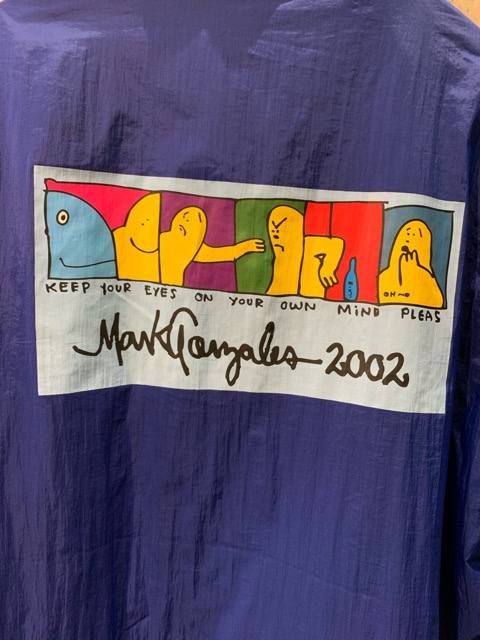 OH NO
KEEP YOUR EYES ON YOUR OWN MiND PLEAS
Mark Gonzales 2002